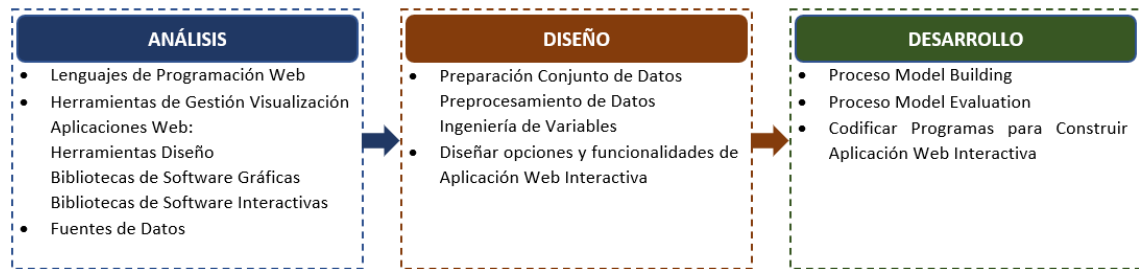 ANÁLISIS
• Lenguajes de Programación Web
• Herramientas de Gestión Visualización
Aplicaciones Web:
Herramientas Diseño
Bibliotecas de Software Gráficas
Bibliotecas de Software Interactivas
• Fuentes de Datos
DISEÑO
• Preparación Conjunto de Datos
Preprocesamiento de Datos
Ingeniería de Variables
• Diseñar opciones y funcionalidades de
Aplicación Web Interactiva
DESARROLLO
• Proceso Model Building
• Proceso Model Evaluation
• Codificar Programas para Construir
Aplicación Web Interactiva